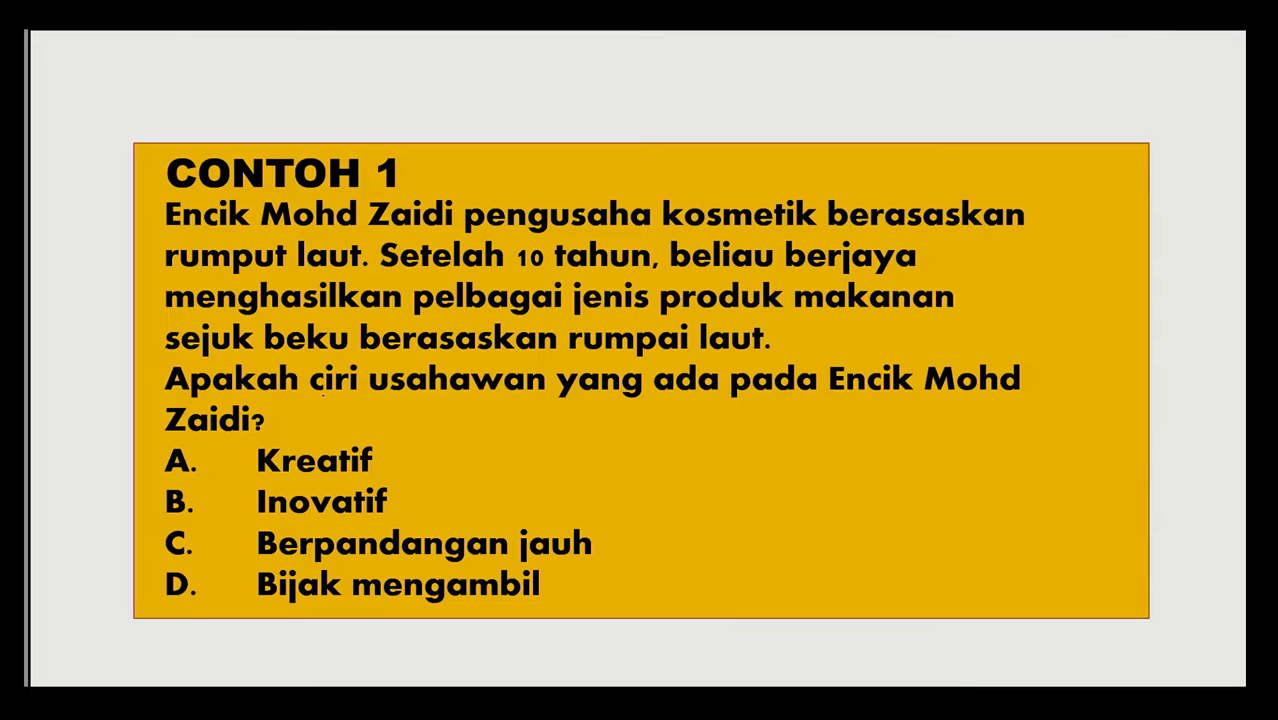 CONTOH 1
Encik Mohd Zaidi pengusaha kosmetik berasaskan
rumput laut. Setelah 10 tahun, beliau berjaya
menghasilkan pelbagai jenis produk makanan
sejuk beku berasaskan rumpai laut.
Apakah ciri usahawan yang ada pada Encik Mohd
Zaidi?
A. Kreatif
B. Inovatif
C. Berpandangan jauh
D. Bijak mengambil